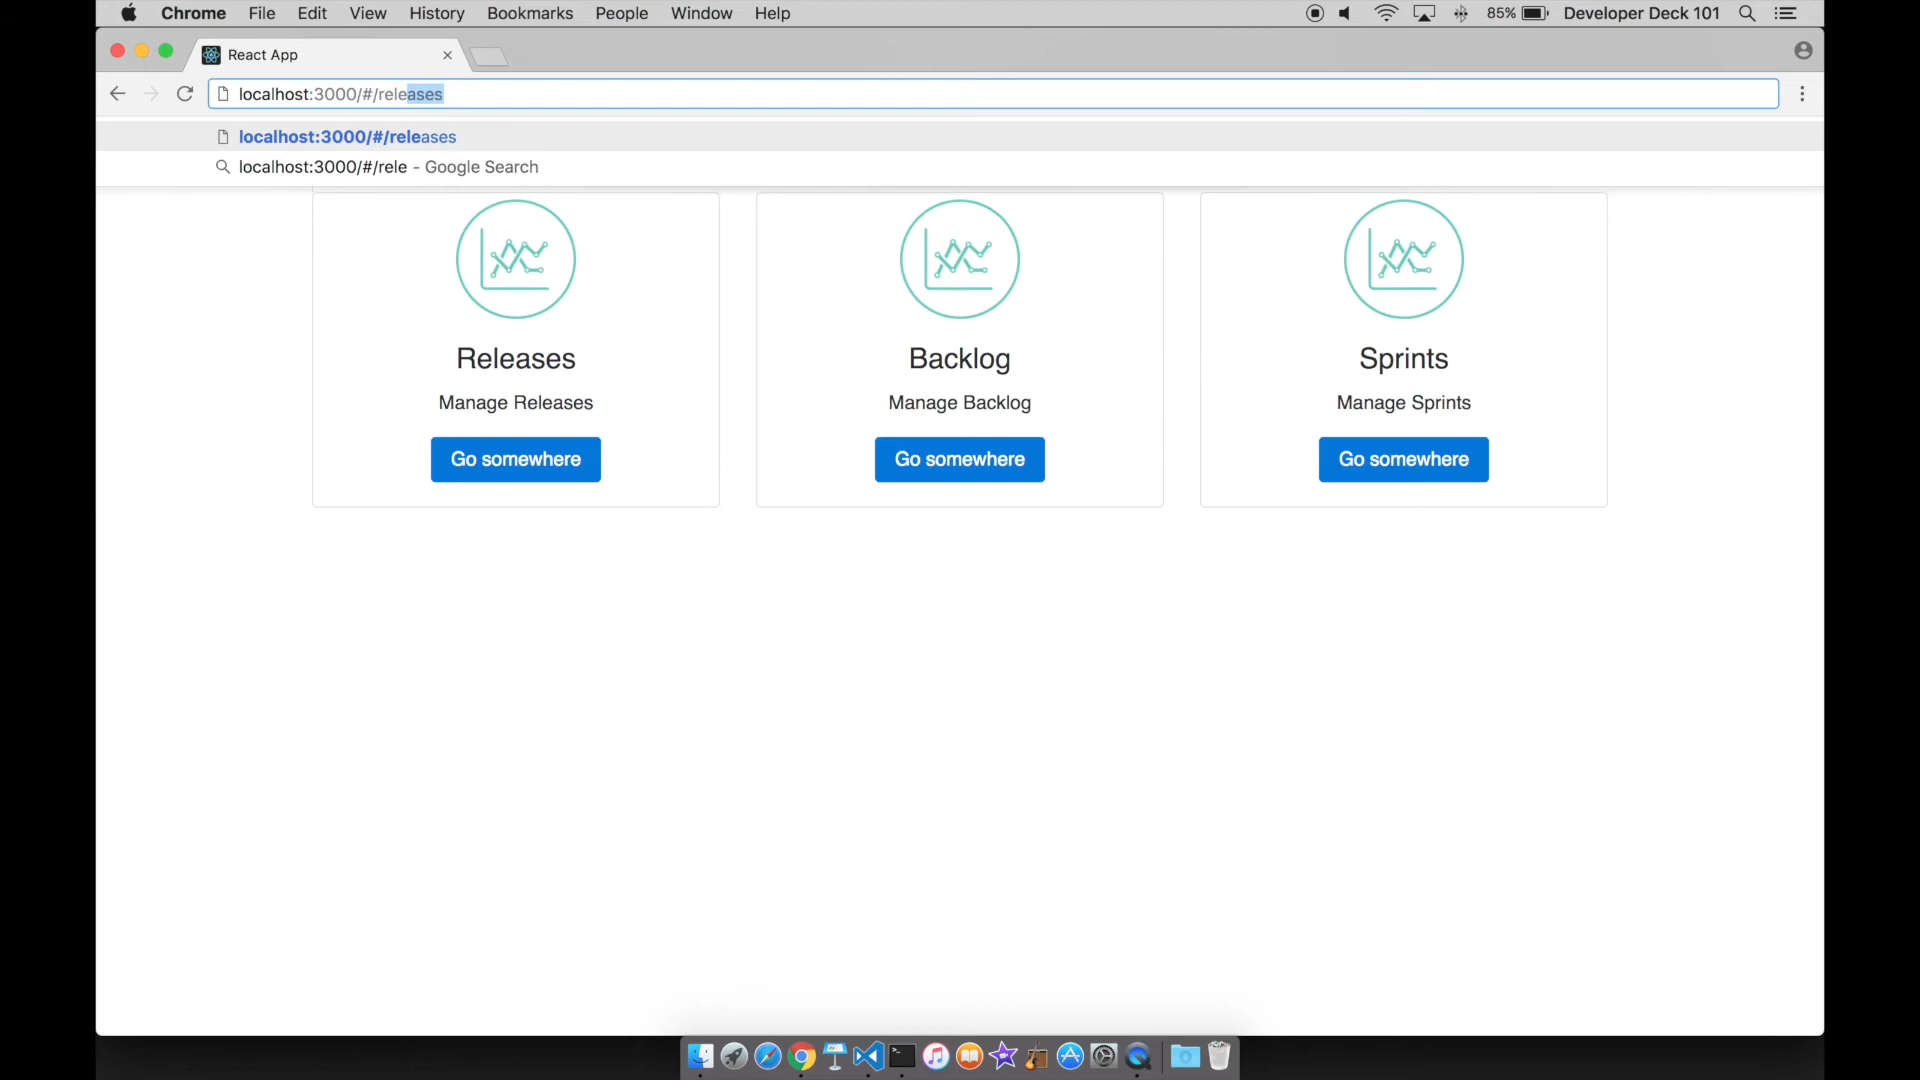 Chrome File Edit View History Bookmarks People Window Help 85% Developer Deck 101
React App
localhost:3000/#/releases
localhost:3000/#/releases
localhost:3000/#/rele - Google Search
Releases Backlog Sprints
Manage Releases Manage Backlog Manage Sprints
Go somewhere Go somewhere Go somewhere